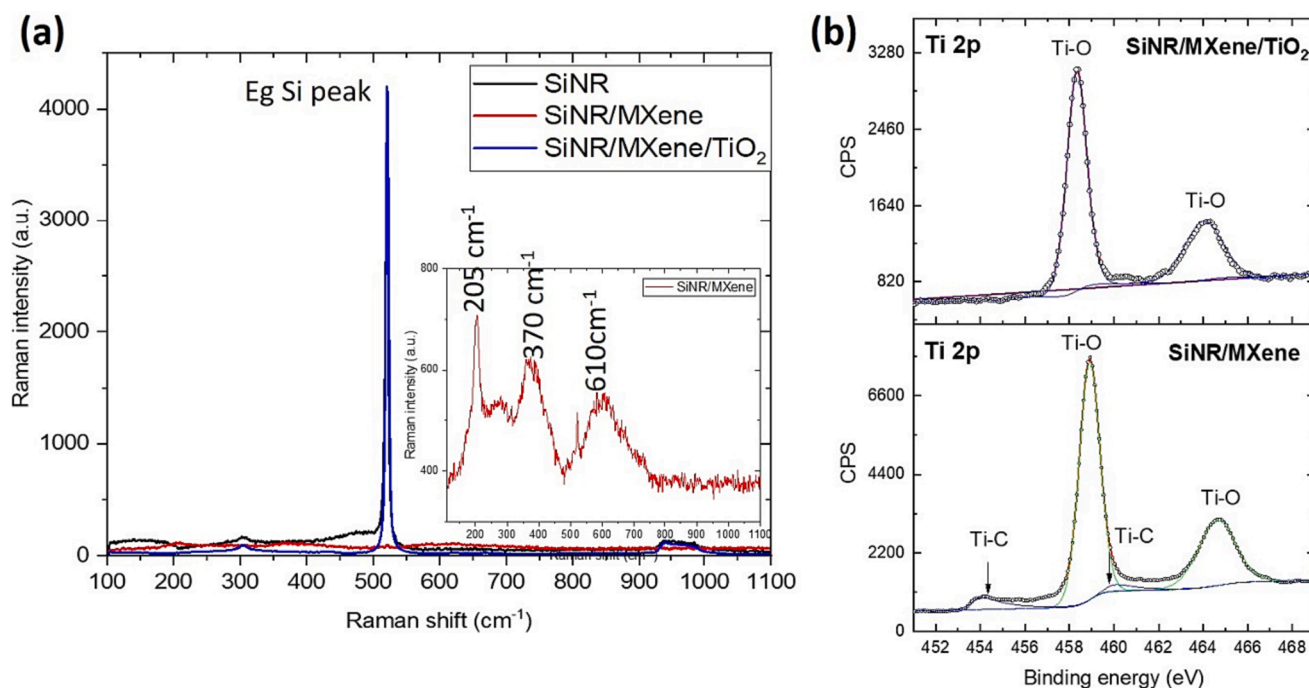 (a)
Eg Si peak
SiNR
SiNR/MXene
SiNR/MXene/TiO₂
4000
3000
2000
1000
0
Raman intensity (a.u.)
100 200 300 400 500 600 700 800 900 1000 1100
Raman shift (cm⁻¹)
205 cm⁻¹
370 cm⁻¹
610cm⁻¹
SiNR/MXene
800
600
400
Raman intensity (a.u.)
100 200 300 400 500 600 700 800 900 1000 1100
(b)
Ti 2p
Ti-O
SiNR/MXene/TiO₂
3280
2460
1640
820
CPS
Ti-O
Ti 2p
Ti-O
SiNR/MXene
6600
4400
2200
0
CPS
Ti-C
Ti-C
Ti-O
452 454 456 458 460 462 464 466 468
Binding energy (eV)